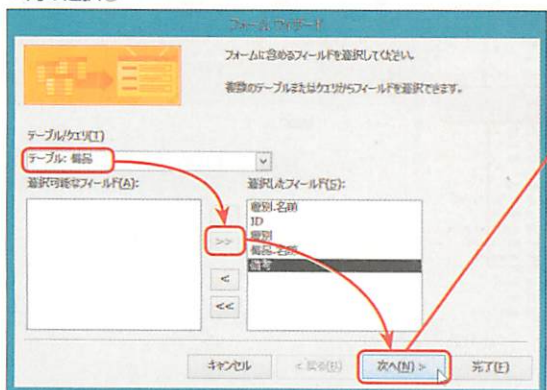 フォーム ウィザード
フォームに含めるフィールドを選択してください。
複数のテーブルまたはクエリからフィールドを選択できます。
テーブル/クエリ(T)
テーブル: 備品
選択可能なフィールド(A):
選択したフィールド(S):
種別.名前
ID
種別
備品.名前
備考
>>
<
<<
キャンセル
< 戻る(B)
次へ(N) >
完了(F)